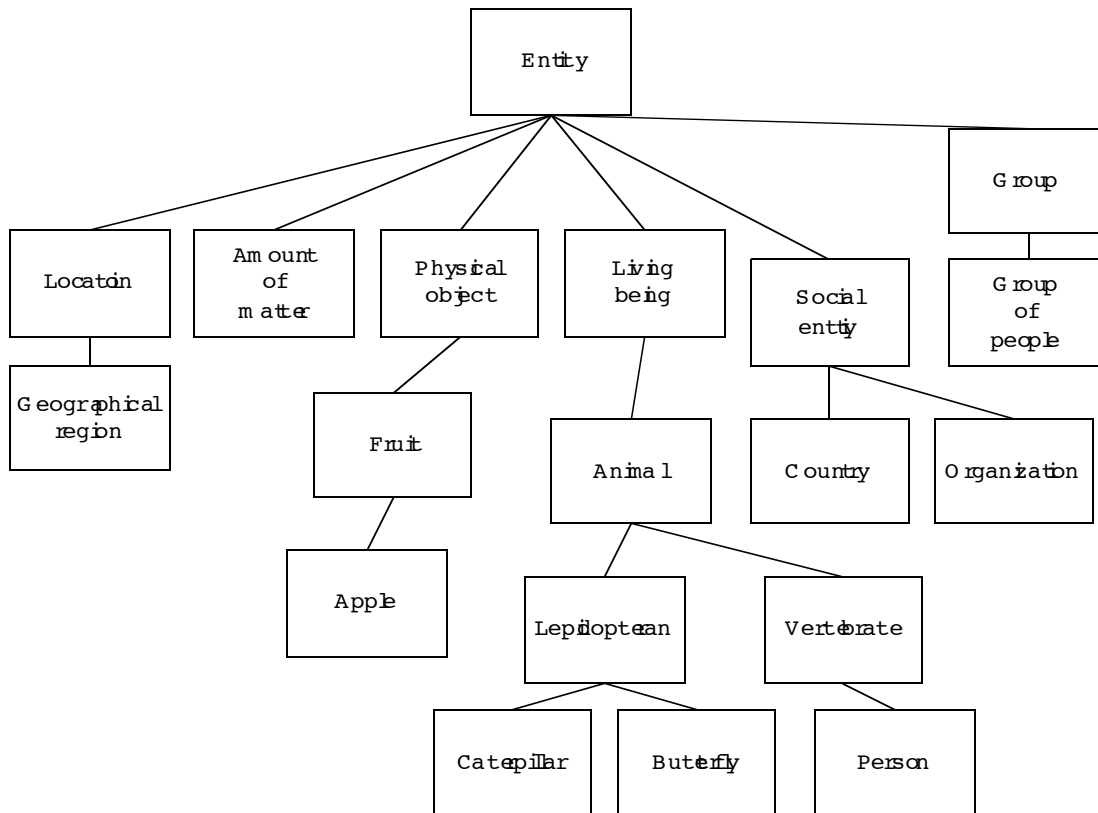 Entity
Group
Location
Amount
of
matter
Physical
object
Living
being
Social
entity
Group
of
people
Geographical
region
Fruit
Animal
Country
Organization
Apple
Lepidopteran
Vertebrate
Caterpillar
Butterfly
Person